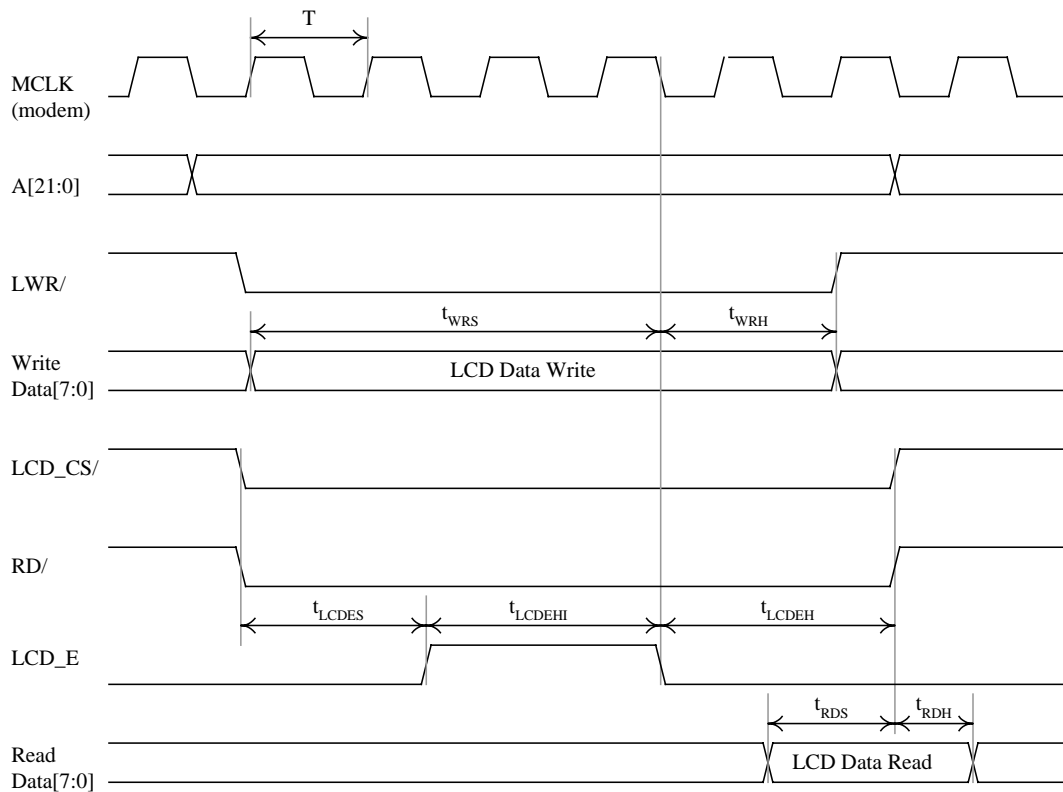 T
MCLK
(modem)
A[21:0]
LWR/
tWRS
tWRH
Write
Data[7:0]
LCD Data Write
LCD_CS/
RD/
tLCDES
tLCDEHI
tLCDEH
LCD_E
tRDS
tRDH
Read
Data[7:0]
LCD Data Read